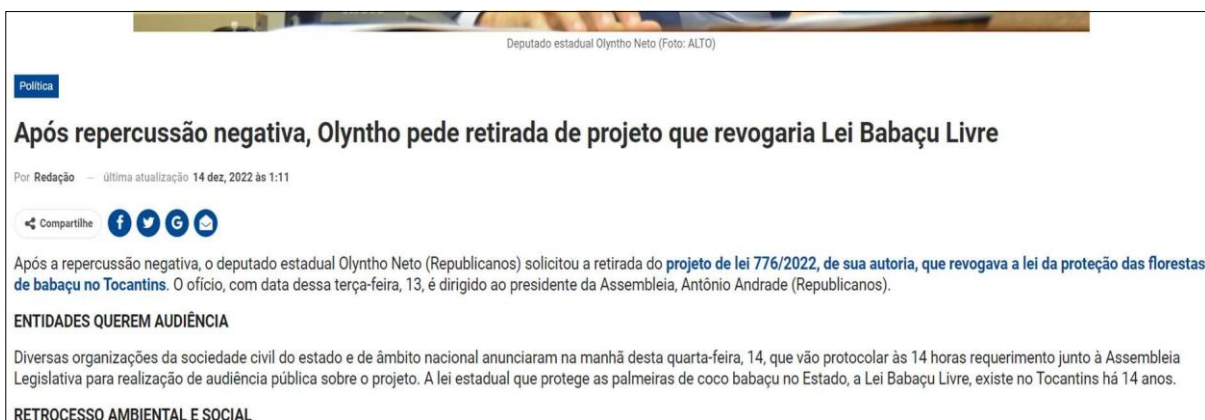 Deputado estadual Olyntho Neto (Foto: ALTO)
Política
Após repercussão negativa, Olyntho pede retirada de projeto que revogaria Lei Babaçu Livre
Por Redação — última atualização 14 dez, 2022 às 1:11
Compartilhe
Após a repercussão negativa, o deputado estadual Olyntho Neto (Republicanos) solicitou a retirada do projeto de lei 776/2022, de sua autoria, que revogava a lei da proteção das florestas
de babaçu no Tocantins. O ofício, com data dessa terça-feira, 13, é dirigido ao presidente da Assembleia, Antônio Andrade (Republicanos).
ENTIDADES QUEREM AUDIÊNCIA
Diversas organizações da sociedade civil do estado e de âmbito nacional anunciaram na manhã desta quarta-feira, 14, que vão protocolar às 14 horas requerimento junto à Assembleia
Legislativa para realização de audiência pública sobre o projeto. A lei estadual que protege as palmeiras de coco babaçu no Estado, a Lei Babaçu Livre, existe no Tocantins há 14 anos.
RETROCESSO AMBIENTAL E SOCIAL